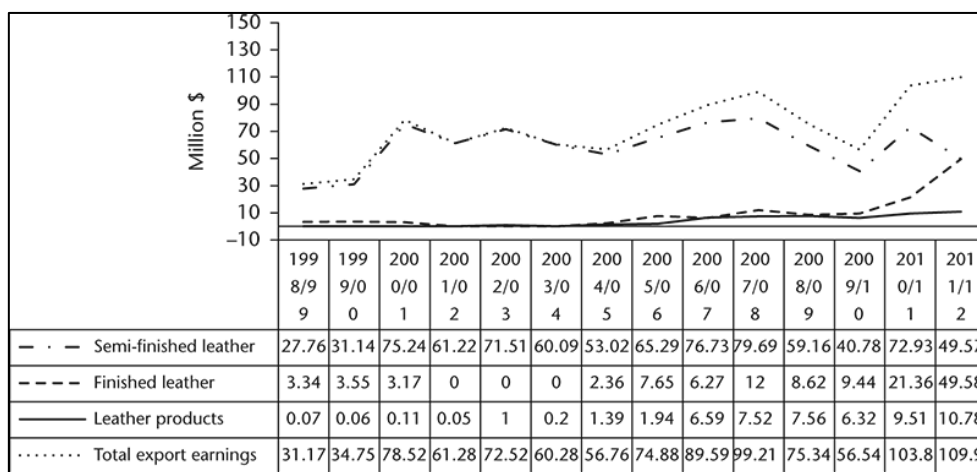 150
130
110
90
70
50
30
10
–10
Million $
199 199 200 200 200 200 200 200 200 200 200 200 201 201
8/9 9/0 0/0 1/0 2/0 3/0 4/0 5/0 6/0 7/0 8/0 9/1 0/1 1/1
9 0 1 2 3 4 5 6 7 8 9 0 1 2
Semi-finished leather 27.76 31.14 75.24 61.22 71.51 60.09 53.02 65.29 76.73 79.69 59.16 40.78 72.93
Finished leather 3.34 3.55 3.17 0 0 0 2.36 7.65 6.27 12 8.62 9.44 21.36 49.58
Leather products 0.07 0.06 0.11 0.05 1 0.2 1.39 1.94 6.59 7.52 7.56 6.32 9.51 10.78
Total export earnings 31.17 34.75 78.52 61.28 72.52 60.28 56.76 74.88 89.59 99.21 75.34 56.54 103.8